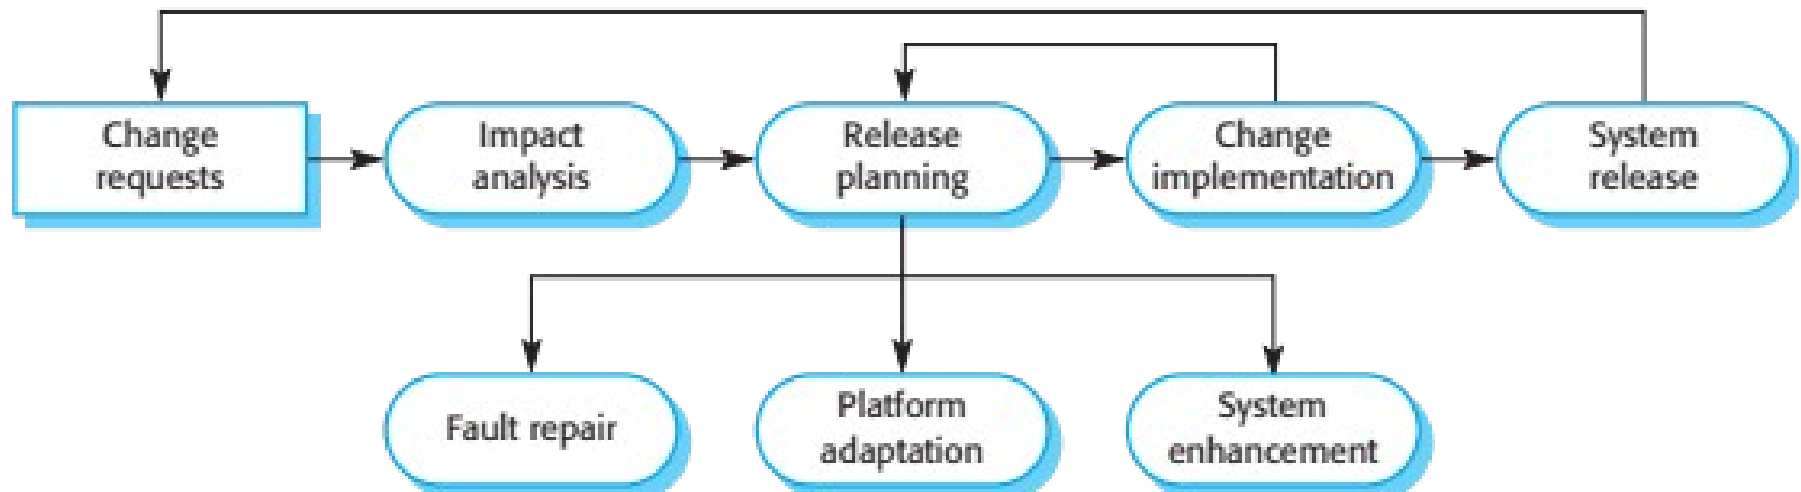 Change
requests
Impact
analysis
Release
planning
Change
implementation
System
release
Fault repair
Platform
adaptation
System
enhancement